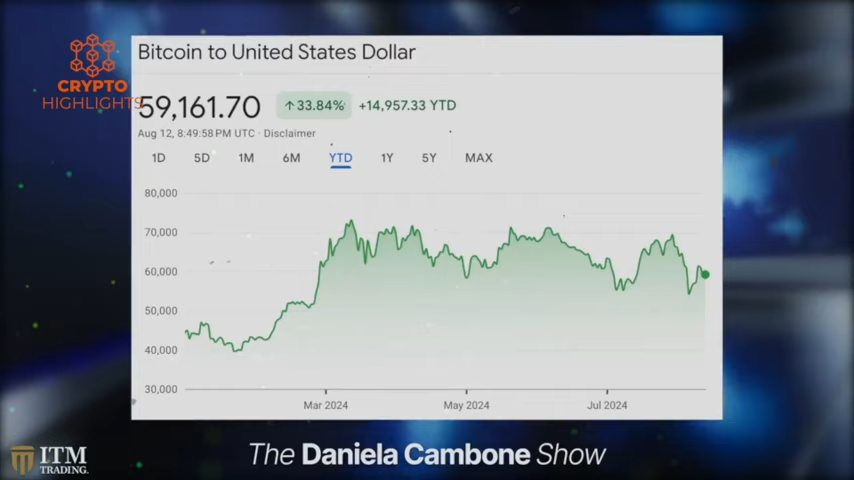 Bitcoin to United States Dollar
CRYPTO
HIGHLIGHTS
59,161.70 ↑33.84% +14,957.33 YTD
Aug 12, 8:49:58 PM UTC · Disclaimer
1D 5D 1M 6M YTD 1Y 5Y MAX
80,000
70,000
60,000
50,000
40,000
30,000
Mar 2024 May 2024 Jul 2024
ITM
TRADING.
The Daniela Cambone Show